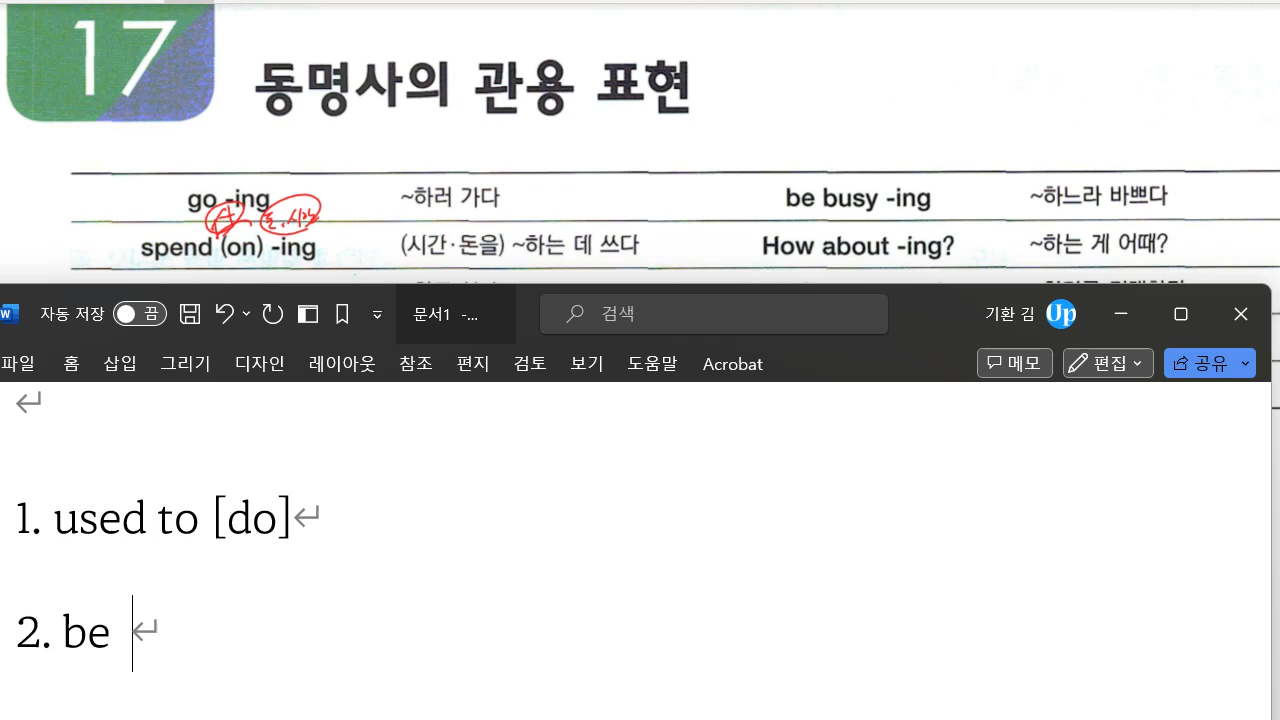 17 동명사의 관용 표현
go -ing ~하러 가다 be busy -ing ~하느라 바쁘다
spend (on) -ing (시간·돈을) ~하는 데 쓰다 How about -ing? ~하는 게 어때?
자동 저장 끔 문서1 -... 검색 기환 김 Up
파일 홈 삽입 그리기 디자인 레이아웃 참조 편지 검토 보기 도움말 Acrobat 메모 편집 공유
1. used to [do]
2. be